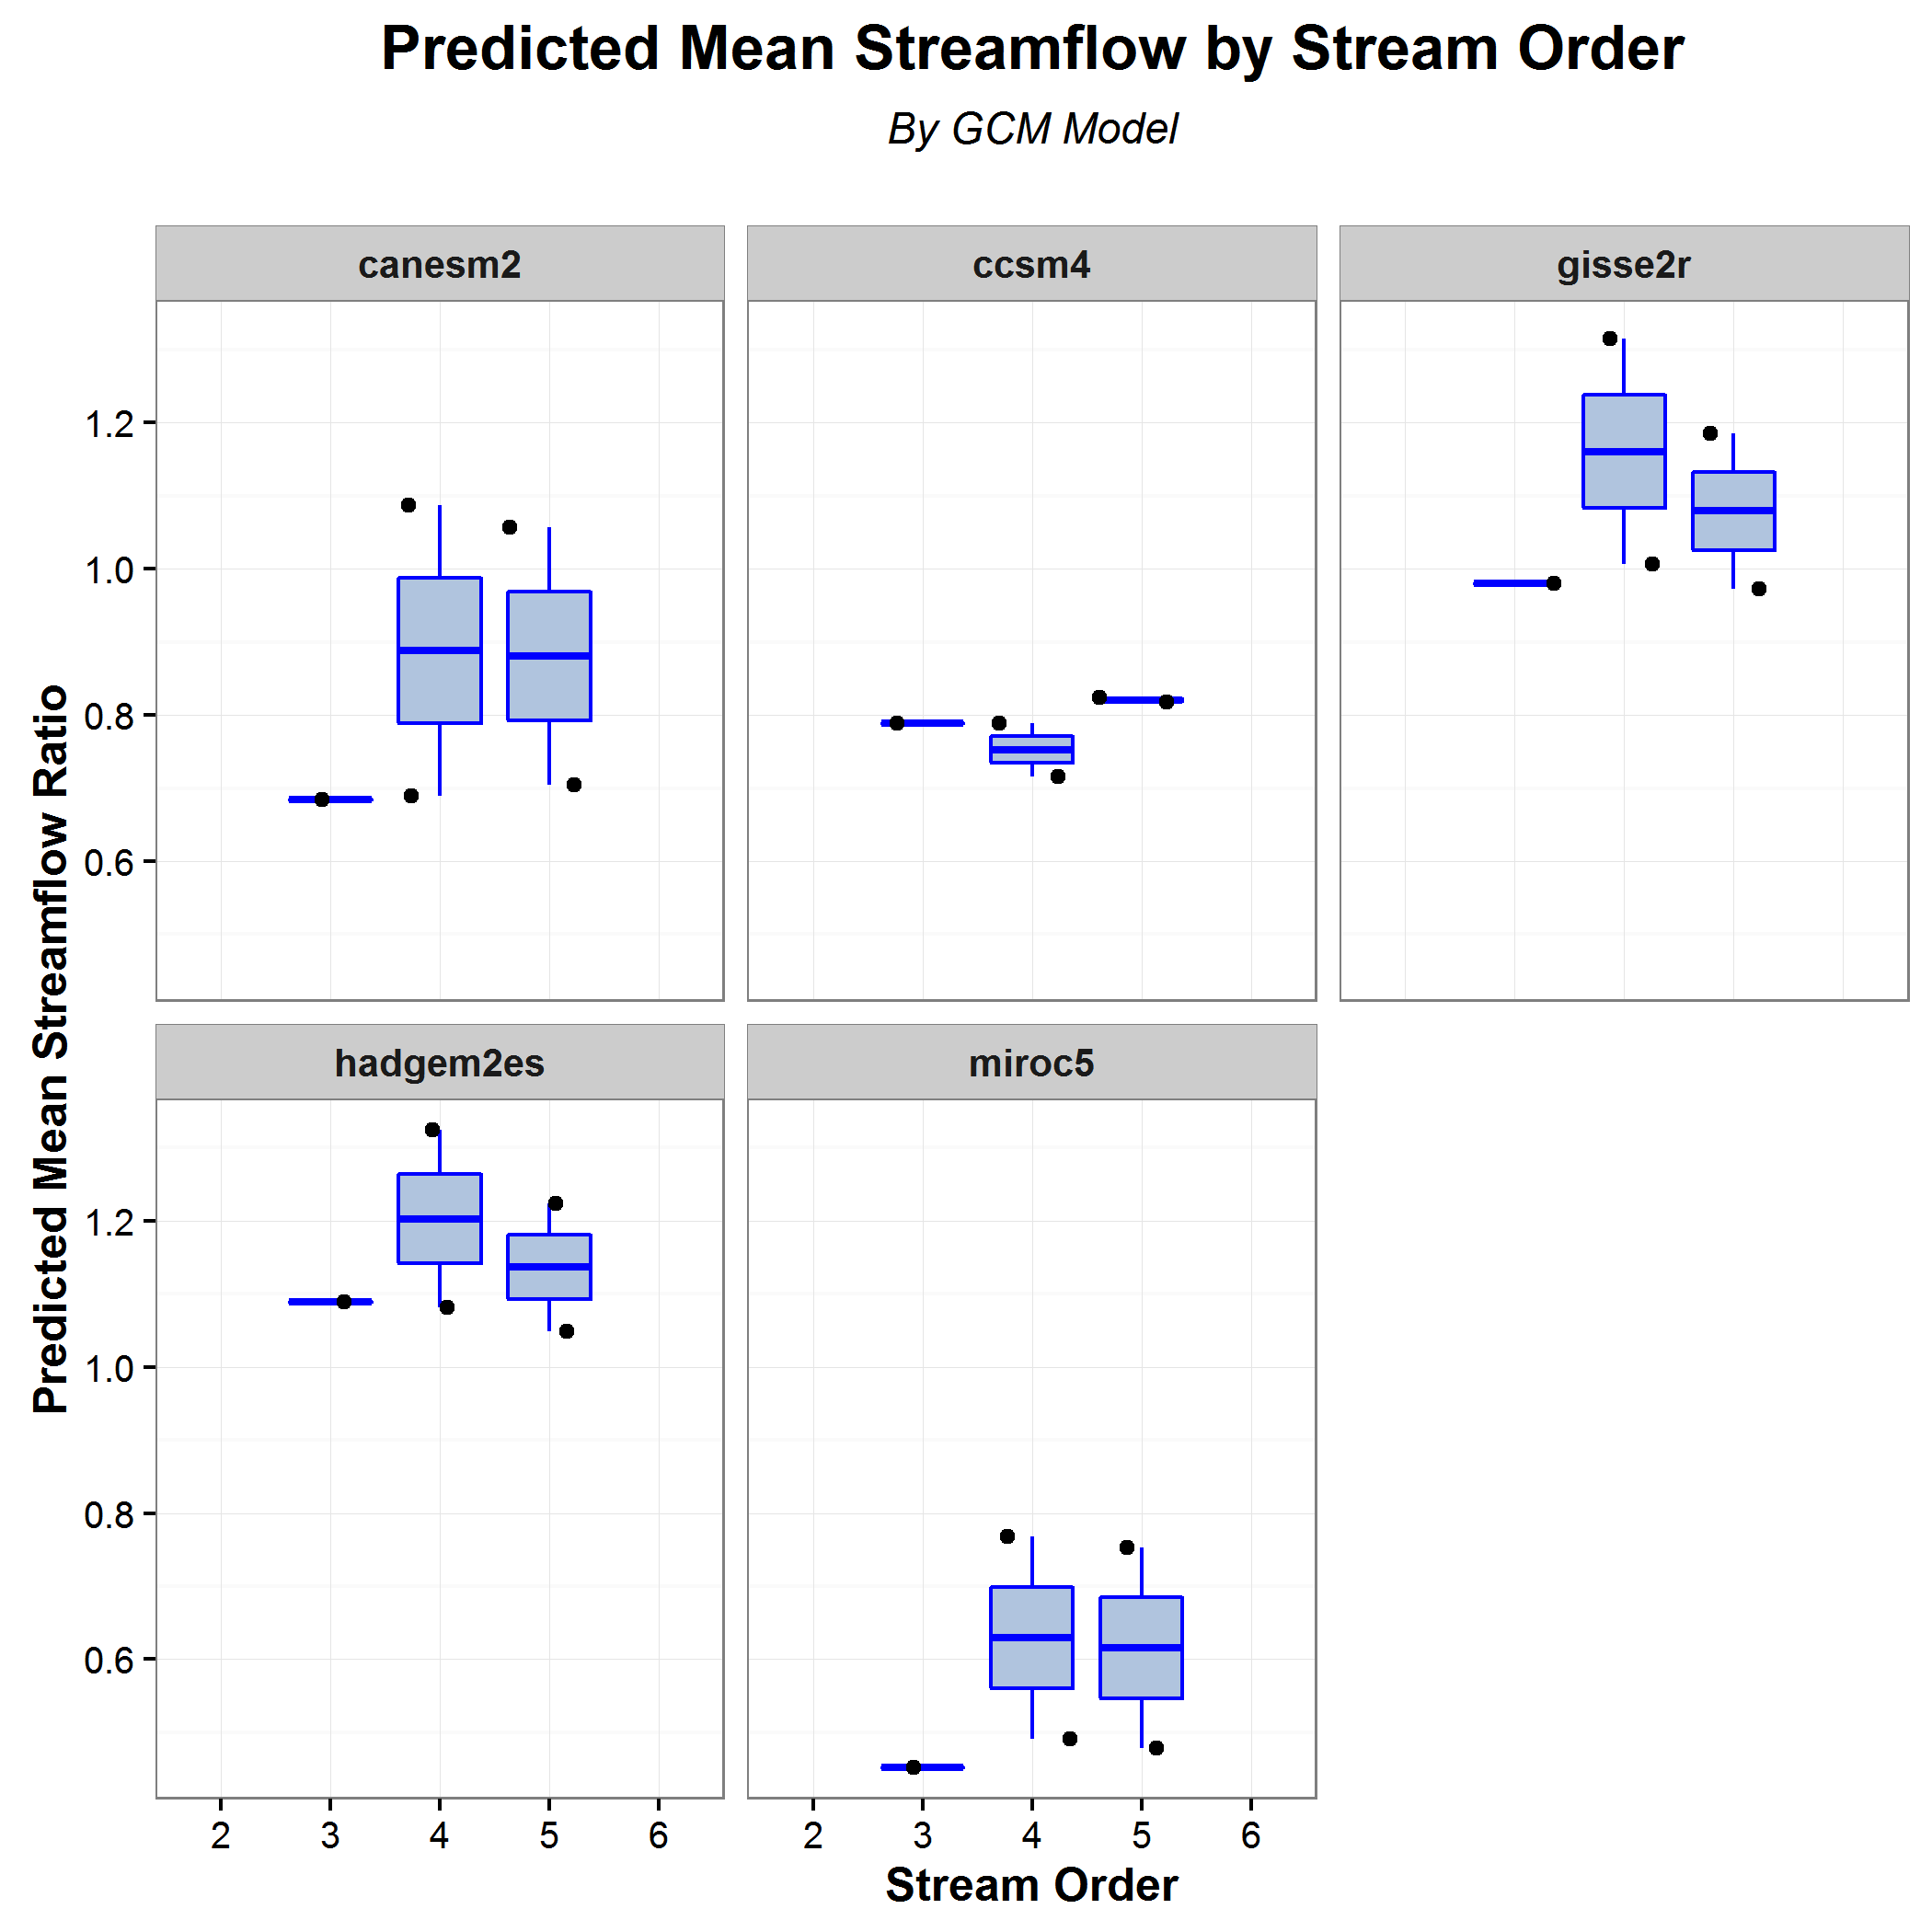 Predicted Mean Streamflow by Stream Order
By GCM Model
canesm2
ccsm4
gisse2r
Predicted Mean Streamflow Ratio
1.2
1.0
0.8
0.6
hadgem2es
miroc5
1.2
1.0
0.8
0.6
2 3 4 5 6
2 3 4 5 6
Stream Order